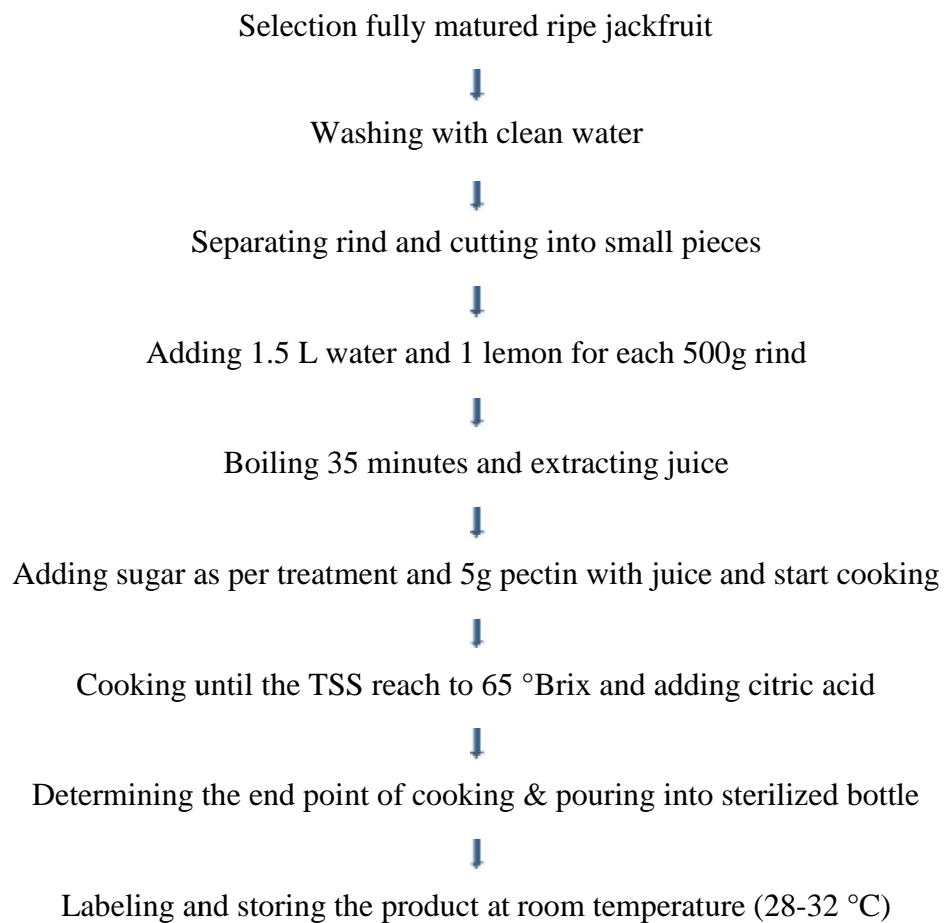 Selection fully matured ripe jackfruit
Washing with clean water
Separating rind and cutting into small pieces
Adding 1.5 L water and 1 lemon for each 500g rind
Boiling 35 minutes and extracting juice
Adding sugar as per treatment and 5g pectin with juice and start cooking
Cooking until the TSS reach to 65 °Brix and adding citric acid
Determining the end point of cooking & pouring into sterilized bottle
Labeling and storing the product at room temperature (28-32 °C)